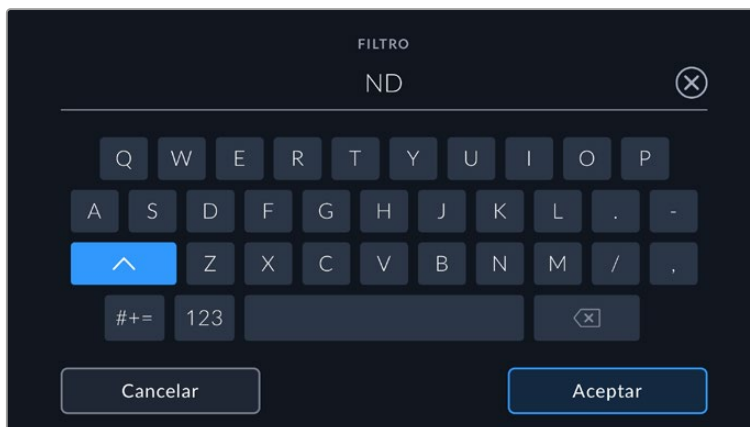 FILTRO
ND
Q W E R T Y U I O P
A S D F G H J K L . -
Z X C V B N M / ,
#+= 123
Cancelar Aceptar